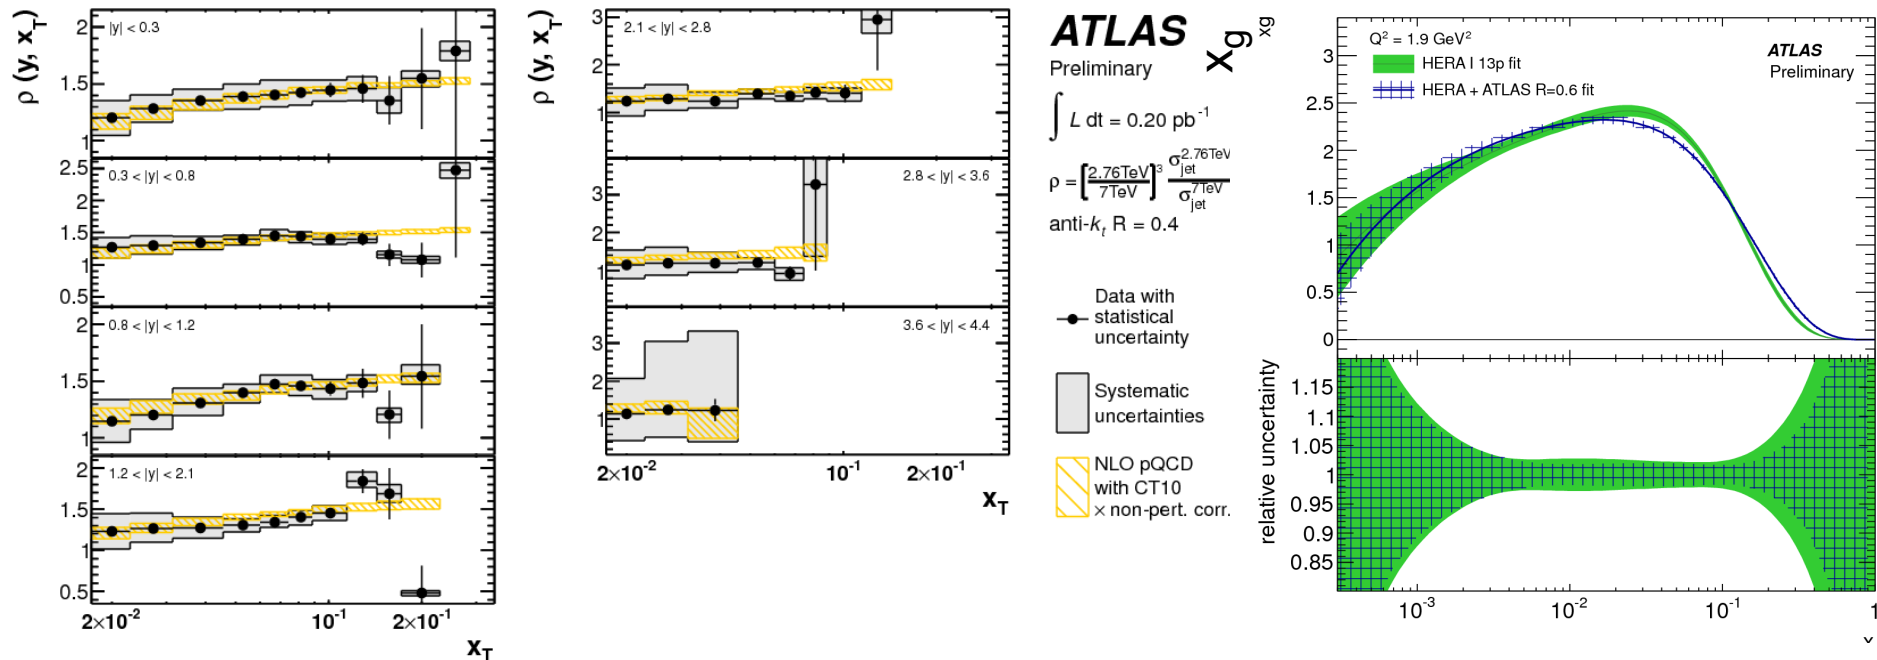 ρ (y, x_T)
|y| < 0.3
2
1.5
1
0.3 < |y| < 0.8
2.5
2
1.5
1
0.5
0.8 < |y| < 1.2
2
1.5
1
1.2 < |y| < 2.1
2
1.5
1
0.5
2×10⁻² 10⁻¹ 2×10⁻¹
x_T
ρ (y, x_T)
2.1 < |y| < 2.8
3
2
1
2.8 < |y| < 3.6
3
2
1
3.6 < |y| < 4.4
3
2
1
2×10⁻² 10⁻¹ 2×10⁻¹
x_T
ATLAS
Preliminary
∫ L dt = 0.20 pb⁻¹
ρ = [2.76TeV / 7TeV]³ σ_jet^2.76TeV / σ_jet^7TeV
anti-k_t R = 0.4
Data with
statistical
uncertainty
Systematic
uncertainties
NLO pQCD
with CT10
× non-pert. corr.
xg
xg
Q² = 1.9 GeV²
HERA I 13p fit
HERA + ATLAS R=0.6 fit
ATLAS
Preliminary
3
2.5
2
1.5
1
0.5
0
relative uncertainty
1.15
1.1
1.05
1
0.95
0.9
0.85
10⁻³ 10⁻² 10⁻¹ 1